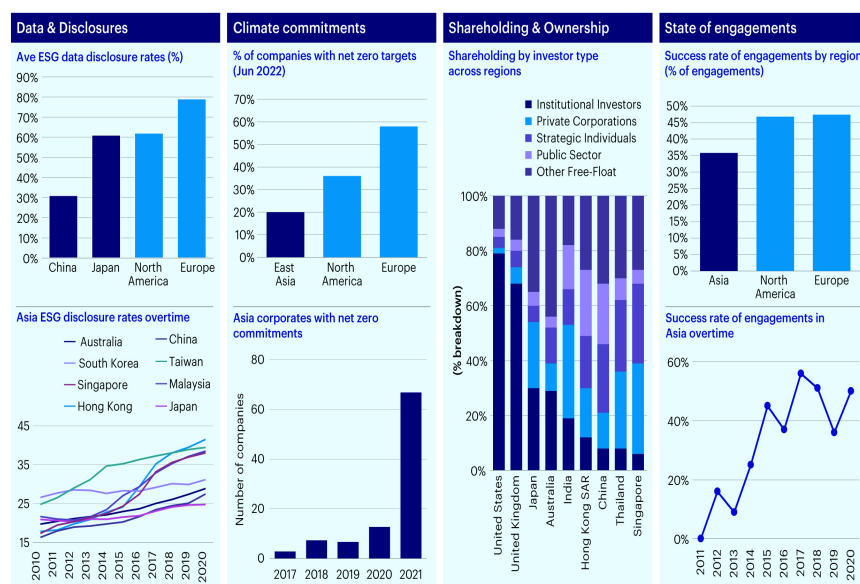 Data & Disclosures
Ave ESG data disclosure rates (%)
90%
80%
70%
60%
50%
40%
30%
20%
10%
0%
China
Japan
North
America
Europe
Asia ESG disclosure rates overtime
Australia
China
South Korea
Taiwan
Singapore
Malaysia
Hong Kong
Japan
45
35
25
15
2010
2011
2012
2013
2014
2015
2016
2017
2018
2019
2020
Climate commitments
% of companies with net zero targets
(Jun 2022)
70%
60%
50%
40%
30%
20%
10%
0%
East
Asia
North
America
Europe
Asia corporates with net zero
commitments
Number of companies
80
60
40
20
0
2017
2018
2019
2020
2021
Shareholding & Ownership
Shareholding by investor type
across regions
Institutional Investors
Private Corporations
Strategic Individuals
Public Sector
Other Free-Float
(% breakdown)
100%
80%
60%
40%
20%
0%
United States
United Kingdom
Japan
Australia
India
Hong Kong SAR
China
Thailand
Singapore
State of engagements
Success rate of engagements by region
(% of engagements)
50%
45%
40%
35%
30%
25%
20%
15%
10%
5%
0%
Asia
North
America
Europe
Success rate of engagements in
Asia overtime
60%
40%
20%
0%
2011
2012
2013
2014
2015
2016
2017
2018
2019
2020